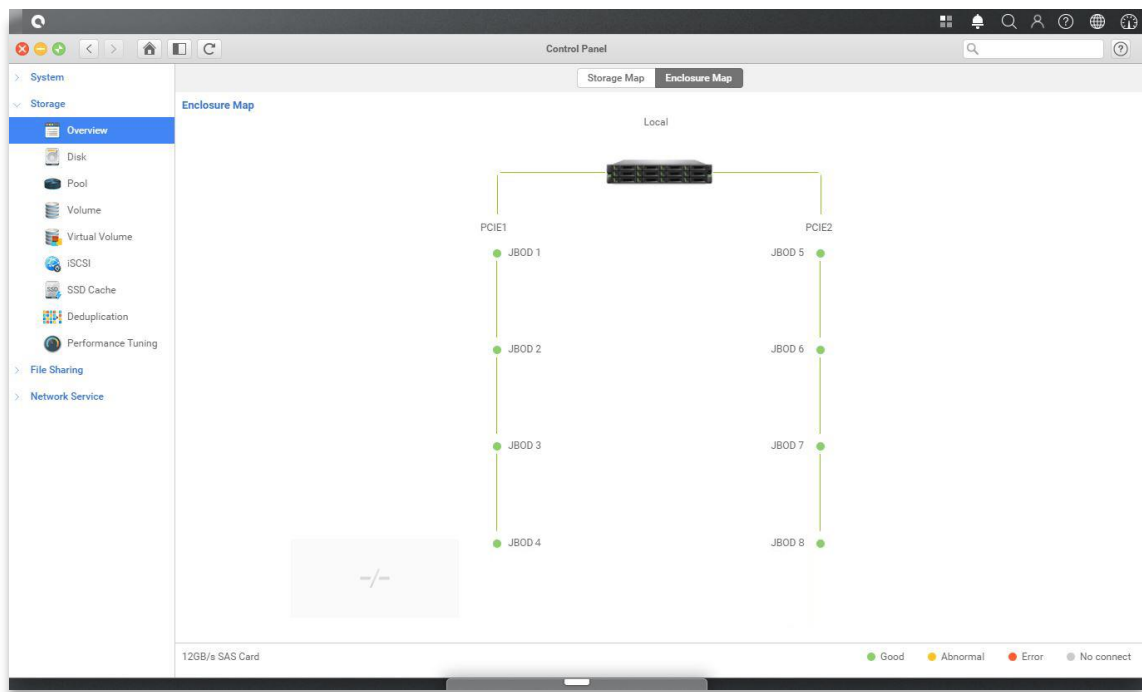 Control Panel
System
Storage
Overview
Disk
Pool
Volume
Virtual Volume
iSCSI
SSD Cache
Deduplication
Performance Tuning
File Sharing
Network Service
Storage Map Enclosure Map
Enclosure Map
Local
PCIE1 PCIE2
JBOD 1 JBOD 5
JBOD 2 JBOD 6
JBOD 3 JBOD 7
JBOD 4 JBOD 8
-/-
12GB/s SAS Card Good Abnormal Error No connect